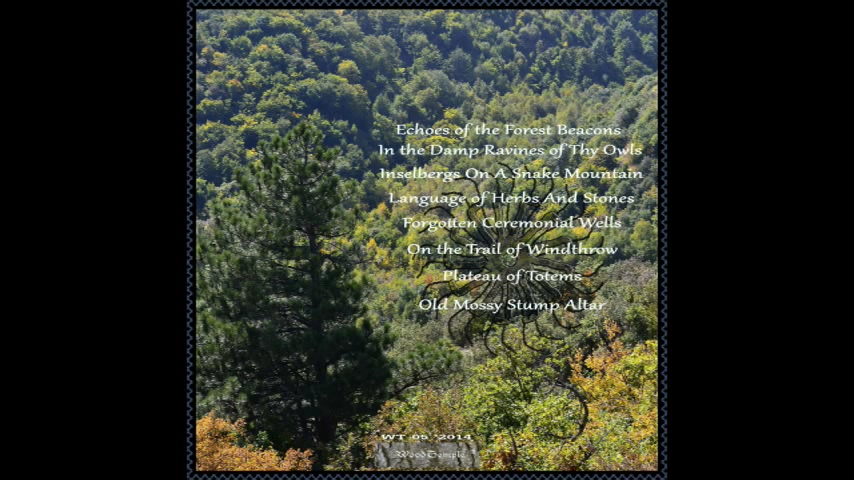 Echoes of the Forest Beacons
In the Damp Ravines of Thy Owls
Inselbergs On A Snake Mountain
Language of Herbs And Stones
Forgotten Ceremonial Wells
On the Trail of Windthrow
Plateau of Totems
Old Mossy Stump Altar
WT 05 '2014
WoodTemple